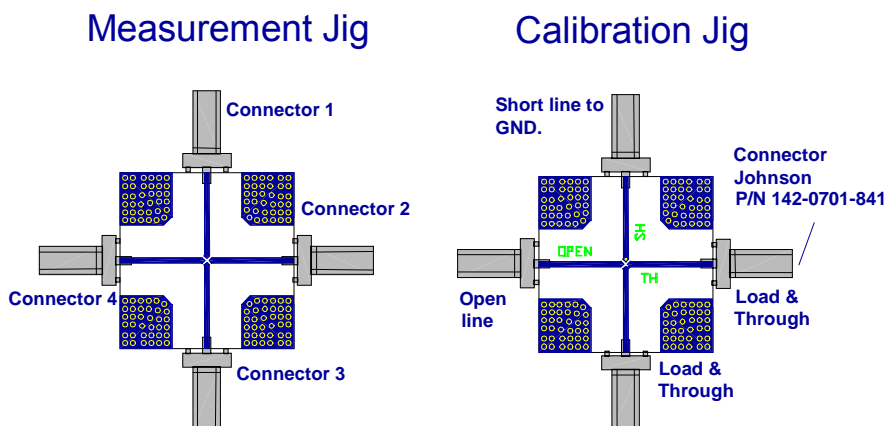 Measurement Jig
Calibration Jig
Connector 1
Short line to
GND.
Connector
Johnson
P/N 142-0701-841
Connector 2
SH
OPEN
TH
Connector 4
Open
line
Load &
Through
Connector 3
Load &
Through